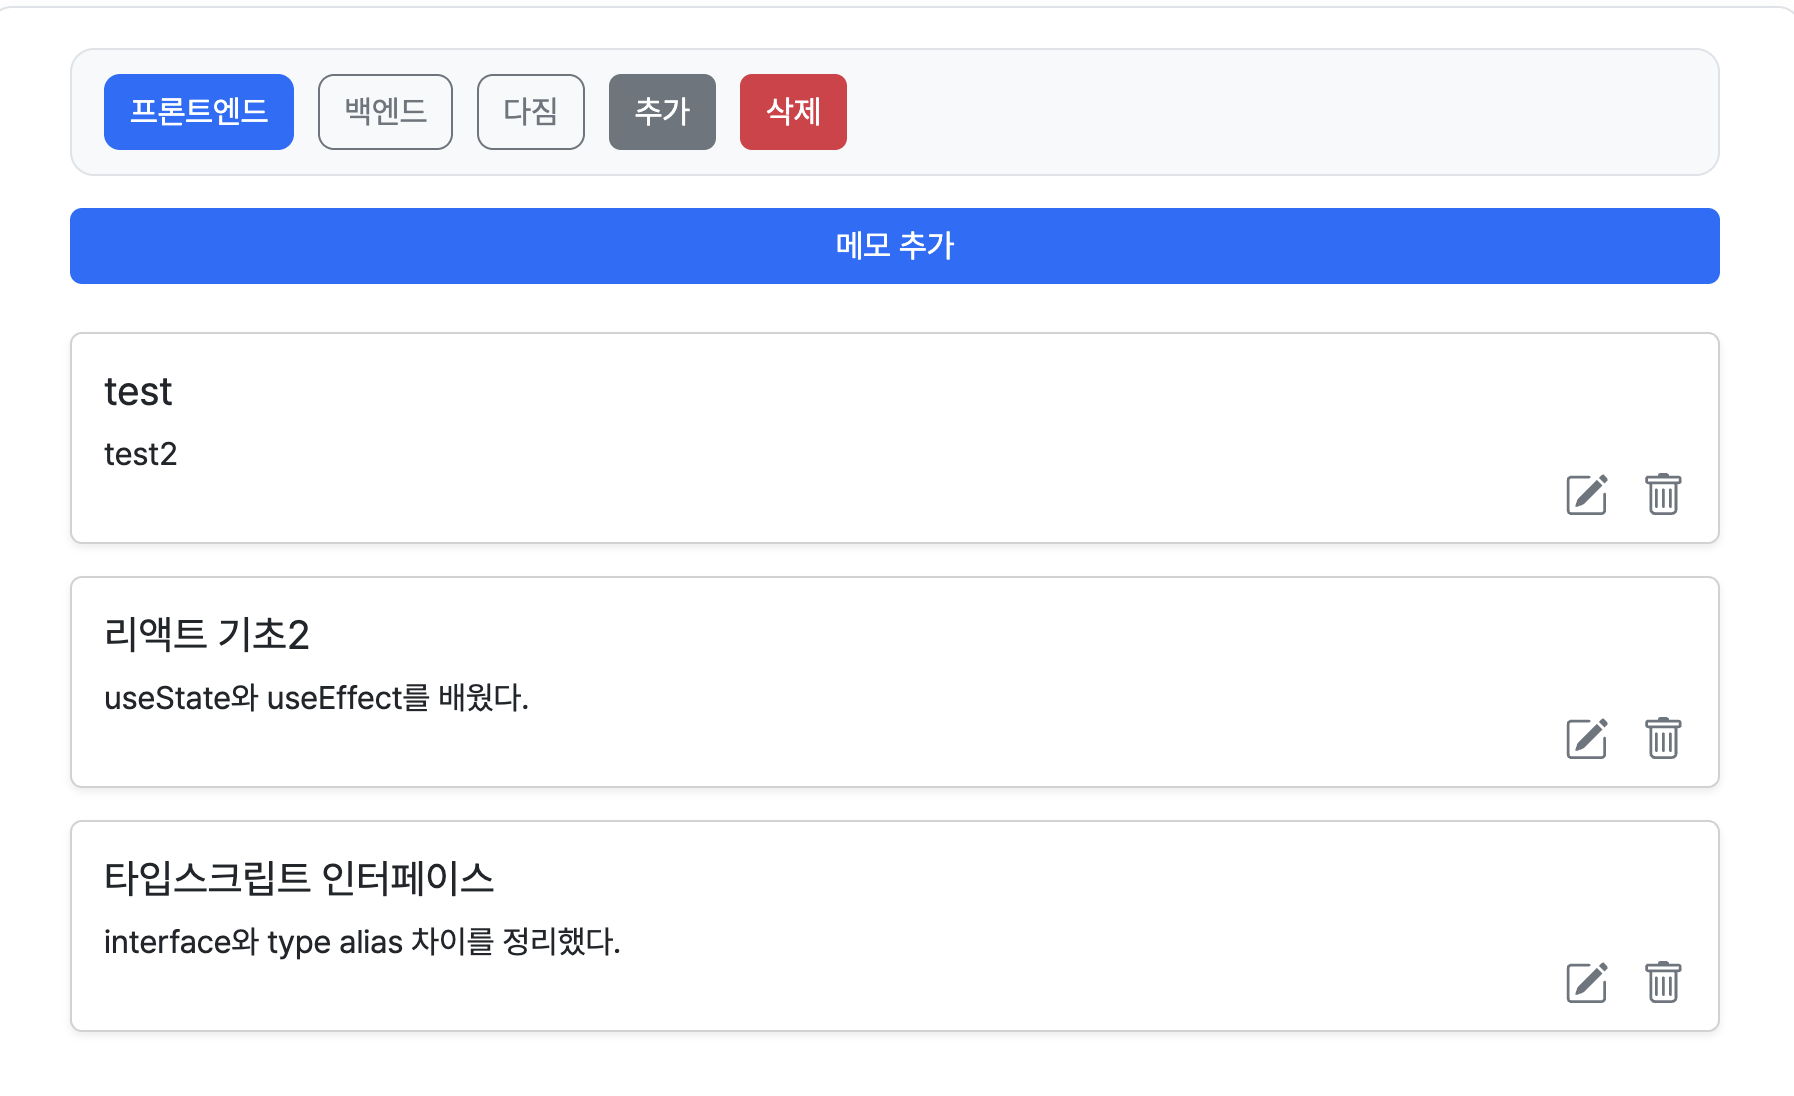 프론트엔드 백엔드 다짐 추가 삭제
메모 추가
test
test2
리액트 기초2
useState와 useEffect를 배웠다.
타입스크립트 인터페이스
interface와 type alias 차이를 정리했다.